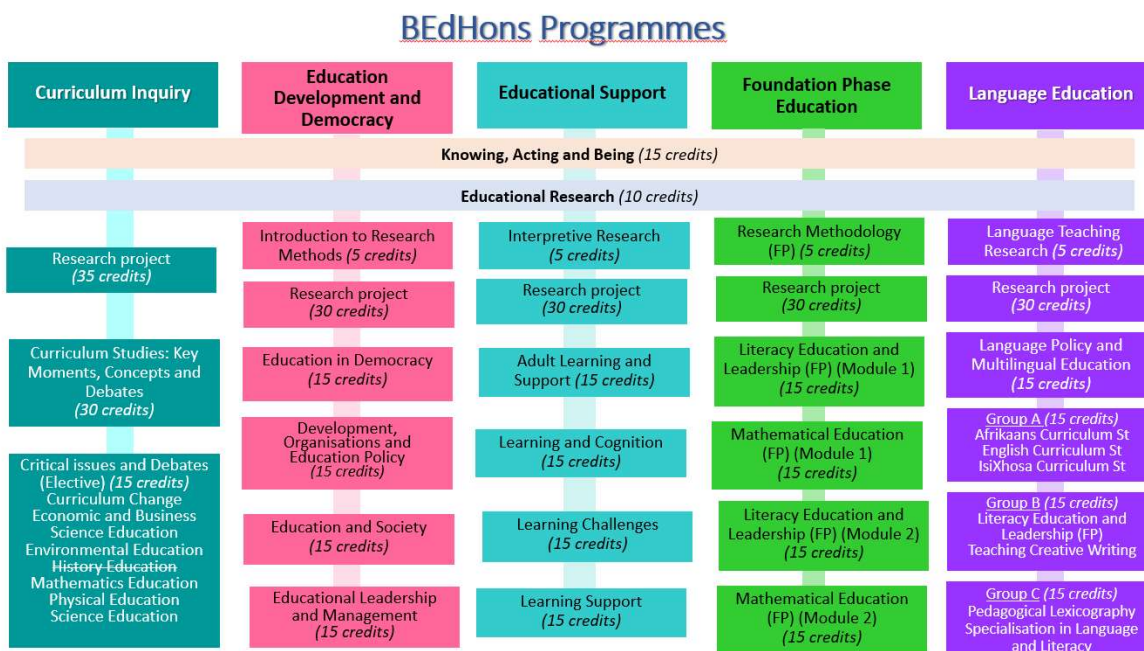 BEdHons Programmes
Curriculum Inquiry
Education
Development and
Democracy
Educational Support
Foundation Phase
Education
Language Education
Knowing, Acting and Being (15 credits)
Educational Research (10 credits)
Research project
(35 credits)
Curriculum Studies: Key
Moments, Concepts and
Debates
(30 credits)
Critical issues and Debates
(Elective) (15 credits)
Curriculum Change
Economic and Business
Science Education
Environmental Education
History Education
Mathematics Education
Physical Education
Science Education
Introduction to Research
Methods (5 credits)
Research project
(30 credits)
Education in Democracy
(15 credits)
Development,
Organisations and
Education Policy
(15 credits)
Education and Society
(15 credits)
Educational Leadership
and Management
(15 credits)
Interpretive Research
(5 credits)
Research project
(30 credits)
Adult Learning and
Support (15 credits)
Learning and Cognition
(15 credits)
Learning Challenges
(15 credits)
Learning Support
(15 credits)
Research Methodology
(FP) (5 credits)
Research project
(30 credits)
Literacy Education and
Leadership (FP) (Module 1)
(15 credits)
Mathematical Education
(FP) (Module 1)
(15 credits)
Literacy Education and
Leadership (FP) (Module 2)
(15 credits)
Mathematical Education
(FP) (Module 2)
(15 credits)
Language Teaching
Research (5 credits)
Research project
(30 credits)
Language Policy and
Multilingual Education
(15 credits)
Group A (15 credits)
Afrikaans Curriculum St
English Curriculum St
IsiXhosa Curriculum St
Group B (15 credits)
Literacy Education and
Leadership (FP)
Teaching Creative Writing
Group C (15 credits)
Pedagogical Lexicography
Specialisation in Language
and Literacy